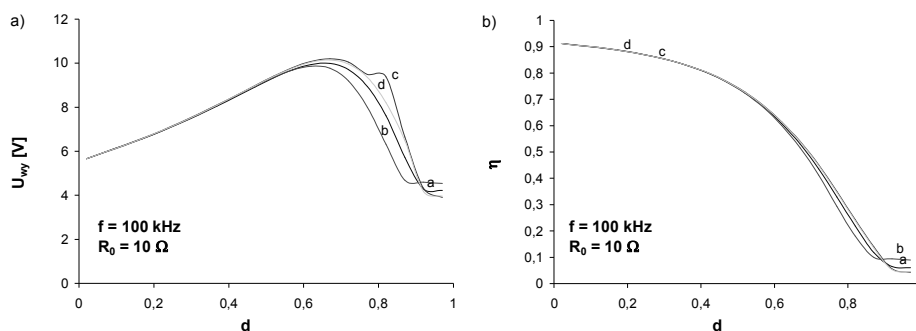 a)
12
10
8
6
4
2
0
U_wy [V]
c
d
b
a
f = 100 kHz
R_0 = 10 Ω
0
0,2
0,4
0,6
0,8
1
d
b)
1
0,9
0,8
0,7
0,6
0,5
0,4
0,3
0,2
0,1
0
η
d
c
b
a
f = 100 kHz
R_0 = 10 Ω
0
0,2
0,4
0,6
0,8
d